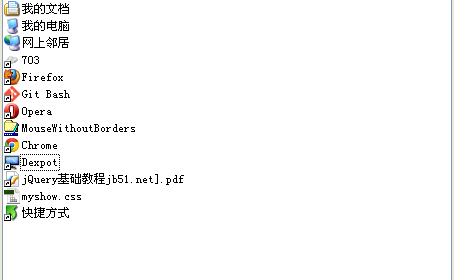 我的文档
我的电脑
网上邻居
703
Firefox
Git Bash
Opera
MouseWithoutBorders
Chrome
Dexpot
jQuery基础教程jb51.net].pdf
myshow.css
快捷方式